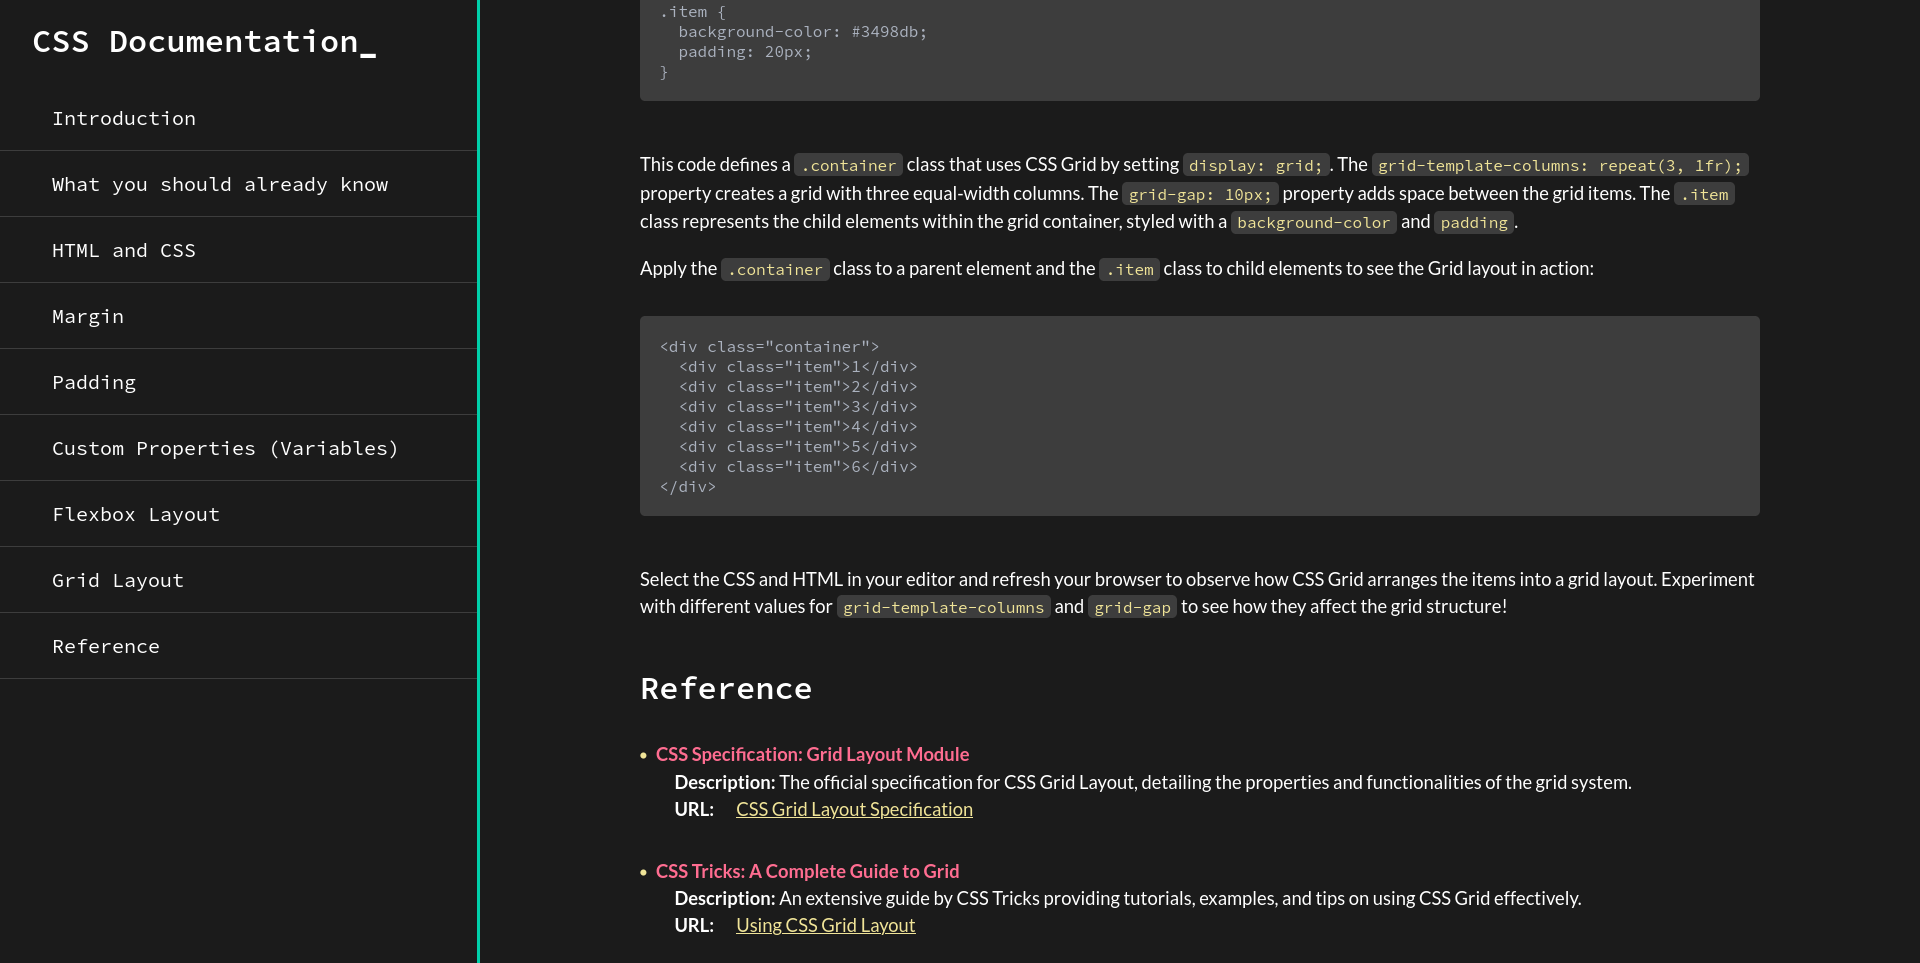 CSS Documentation_
Introduction
What you should already know
HTML and CSS
Margin
Padding
Custom Properties (Variables)
Flexbox Layout
Grid Layout
Reference
.item {
  background-color: #3498db;
  padding: 20px;
}
This code defines a .container class that uses CSS Grid by setting display: grid;. The grid-template-columns: repeat(3, 1fr);
property creates a grid with three equal-width columns. The grid-gap: 10px; property adds space between the grid items. The .item
class represents the child elements within the grid container, styled with a background-color and padding.
Apply the .container class to a parent element and the .item class to child elements to see the Grid layout in action:
<div class="container">
  <div class="item">1</div>
  <div class="item">2</div>
  <div class="item">3</div>
  <div class="item">4</div>
  <div class="item">5</div>
  <div class="item">6</div>
</div>
Select the CSS and HTML in your editor and refresh your browser to observe how CSS Grid arranges the items into a grid layout. Experiment
with different values for grid-template-columns and grid-gap to see how they affect the grid structure!
Reference
• CSS Specification: Grid Layout Module
Description: The official specification for CSS Grid Layout, detailing the properties and functionalities of the grid system.
URL: CSS Grid Layout Specification
• CSS Tricks: A Complete Guide to Grid
Description: An extensive guide by CSS Tricks providing tutorials, examples, and tips on using CSS Grid effectively.
URL: Using CSS Grid Layout